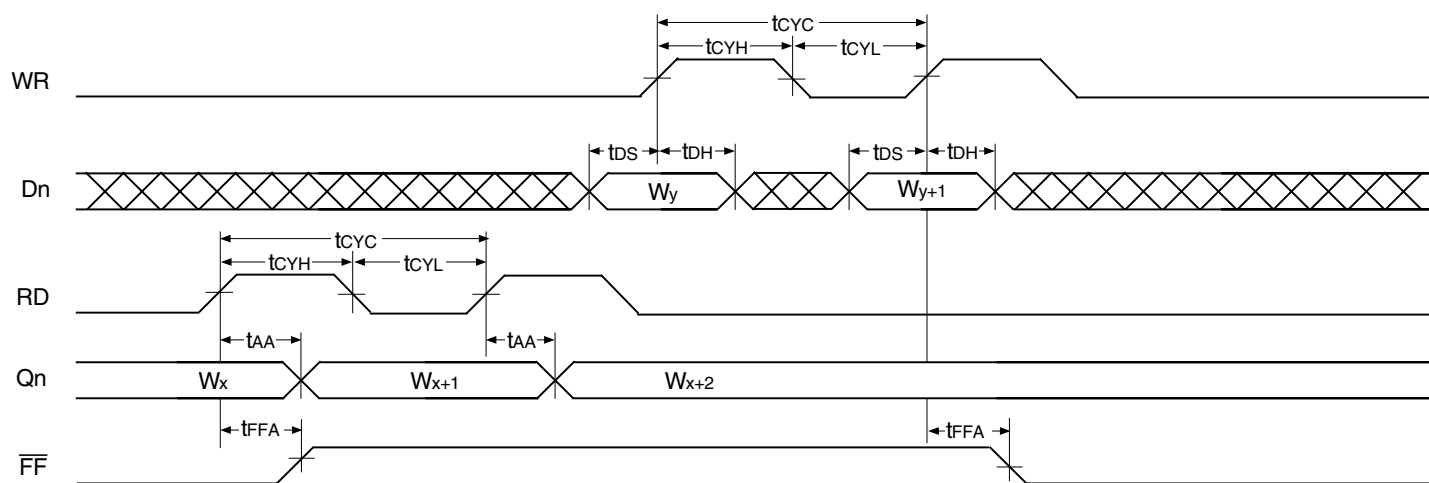 tCYC
tCYH tCYL
WR
tDS tDH tDS tDH
Dn Wy Wy+1
tCYC
tCYH tCYL
RD
tAA tAA
Qn Wx Wx+1 Wx+2
tFFA tFFA
FF